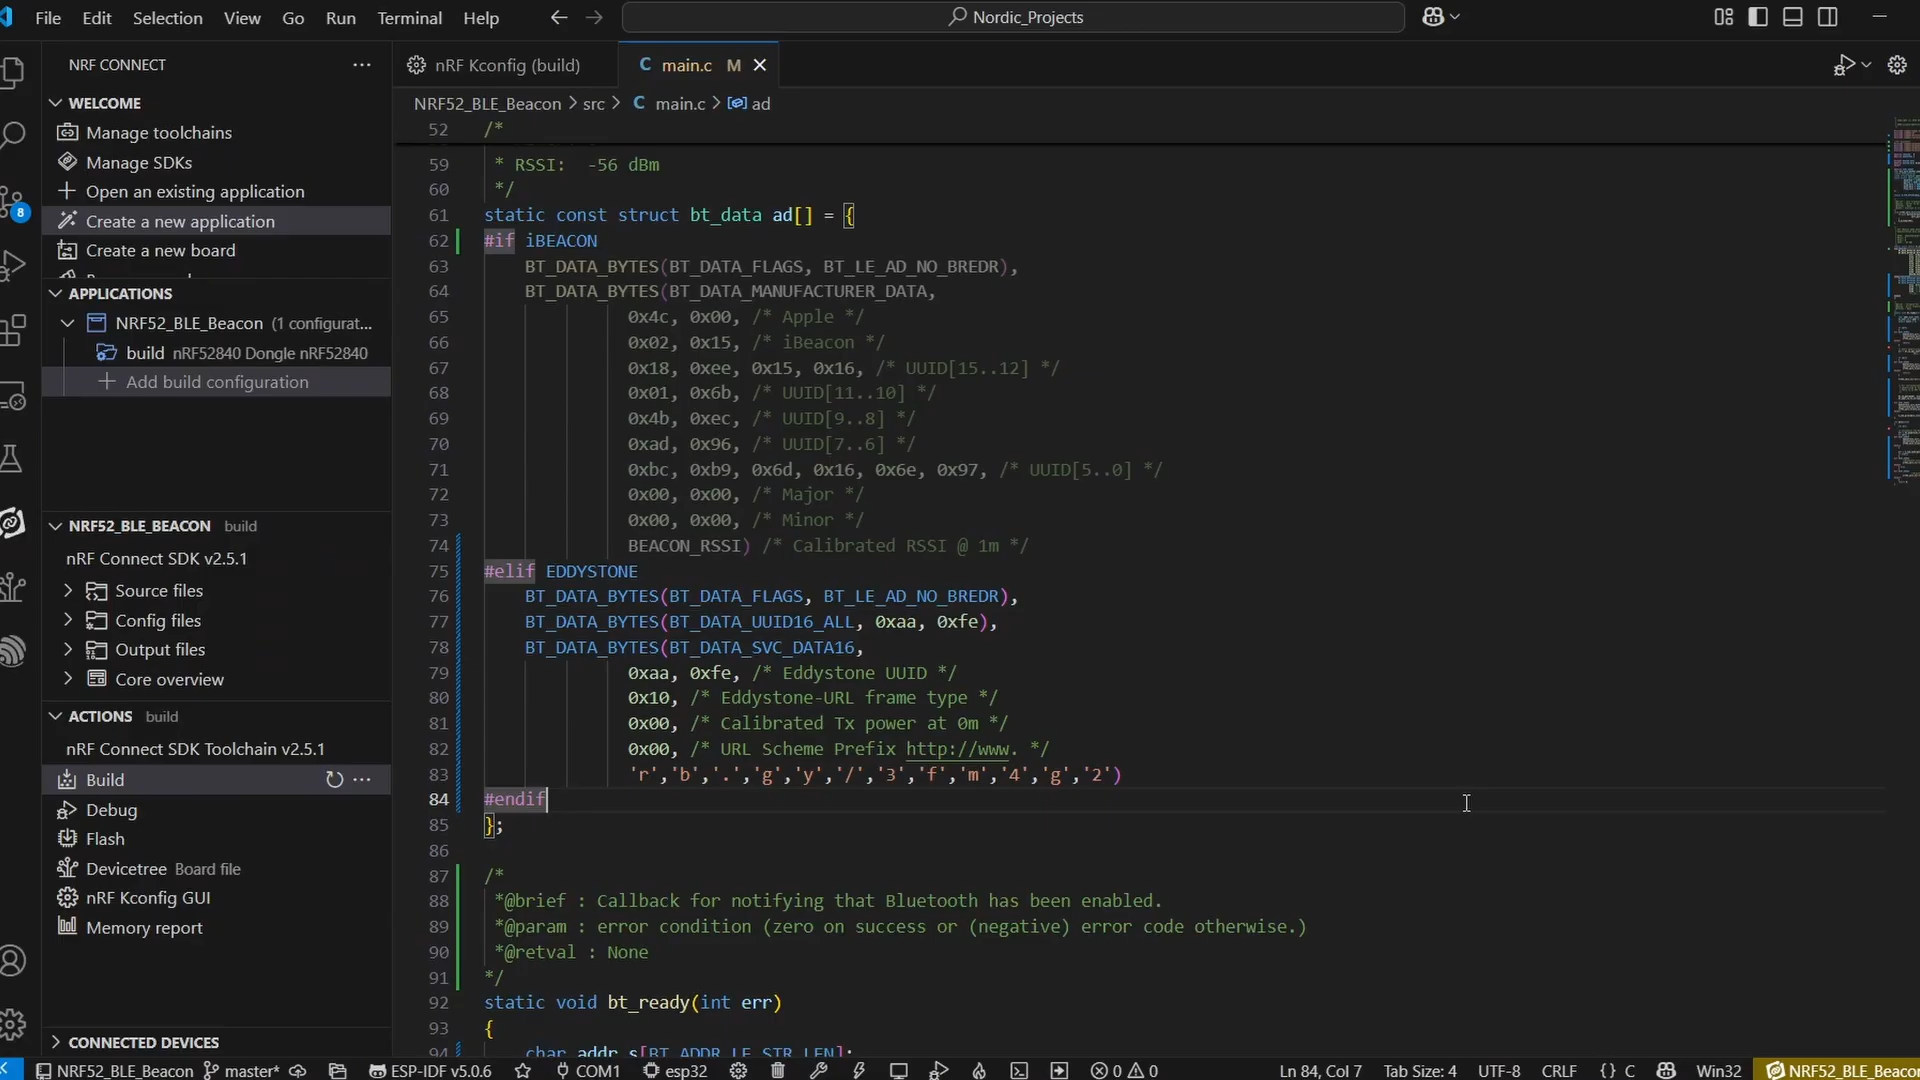 File Edit Selection View Go Run Terminal Help
Nordic_Projects
NRF CONNECT
WELCOME
Manage toolchains
Manage SDKs
Open an existing application
Create a new application
Create a new board
APPLICATIONS
NRF52_BLE_Beacon (1 configurat...
build nRF52840 Dongle nRF52840
Add build configuration
NRF52_BLE_BEACON build
nRF Connect SDK v2.5.1
Source files
Config files
Output files
Core overview
ACTIONS build
nRF Connect SDK Toolchain v2.5.1
Build
Debug
Flash
Devicetree Board file
nRF Kconfig GUI
Memory report
CONNECTED DEVICES
8
nRF Kconfig (build)
C main.c M
NRF52_BLE_Beacon > src > C main.c > ad
52 /*
59 * RSSI:  -56 dBm
60 */
61 static const struct bt_data ad[] = {
62 #if iBEACON
63 BT_DATA_BYTES(BT_DATA_FLAGS, BT_LE_AD_NO_BREDR),
64 BT_DATA_BYTES(BT_DATA_MANUFACTURER_DATA,
65 0x4c, 0x00, /* Apple */
66 0x02, 0x15, /* iBeacon */
67 0x18, 0xee, 0x15, 0x16, /* UUID[15..12] */
68 0x01, 0x6b, /* UUID[11..10] */
69 0x4b, 0xec, /* UUID[9..8] */
70 0xad, 0x96, /* UUID[7..6] */
71 0xbc, 0xb9, 0x6d, 0x16, 0x6e, 0x97, /* UUID[5..0] */
72 0x00, 0x00, /* Major */
73 0x00, 0x00, /* Minor */
74 BEACON_RSSI) /* Calibrated RSSI @ 1m */
75 #elif EDDYSTONE
76 BT_DATA_BYTES(BT_DATA_FLAGS, BT_LE_AD_NO_BREDR),
77 BT_DATA_BYTES(BT_DATA_UUID16_ALL, 0xaa, 0xfe),
78 BT_DATA_BYTES(BT_DATA_SVC_DATA16,
79 0xaa, 0xfe, /* Eddystone UUID */
80 0x10, /* Eddystone-URL frame type */
81 0x00, /* Calibrated Tx power at 0m */
82 0x00, /* URL Scheme Prefix http://www. */
83 'r','b','.','g','y','/','3','f','m','4','g','2')
84 #endif
85 };
86
87 /*
88 *@brief : Callback for notifying that Bluetooth has been enabled.
89 *@param : error condition (zero on success or (negative) error code otherwise.)
90 *@retval : None
91 */
92 static void bt_ready(int err)
93 {
94 char addr_s[BT_ADDR_LE_STR_LEN];
NRF52_BLE_Beacon master* ESP-IDF v5.0.6 COM1 esp32 0 0 Ln 84, Col 7 Tab Size: 4 UTF-8 CRLF {} C Win32 NRF52_BLE_Beacon